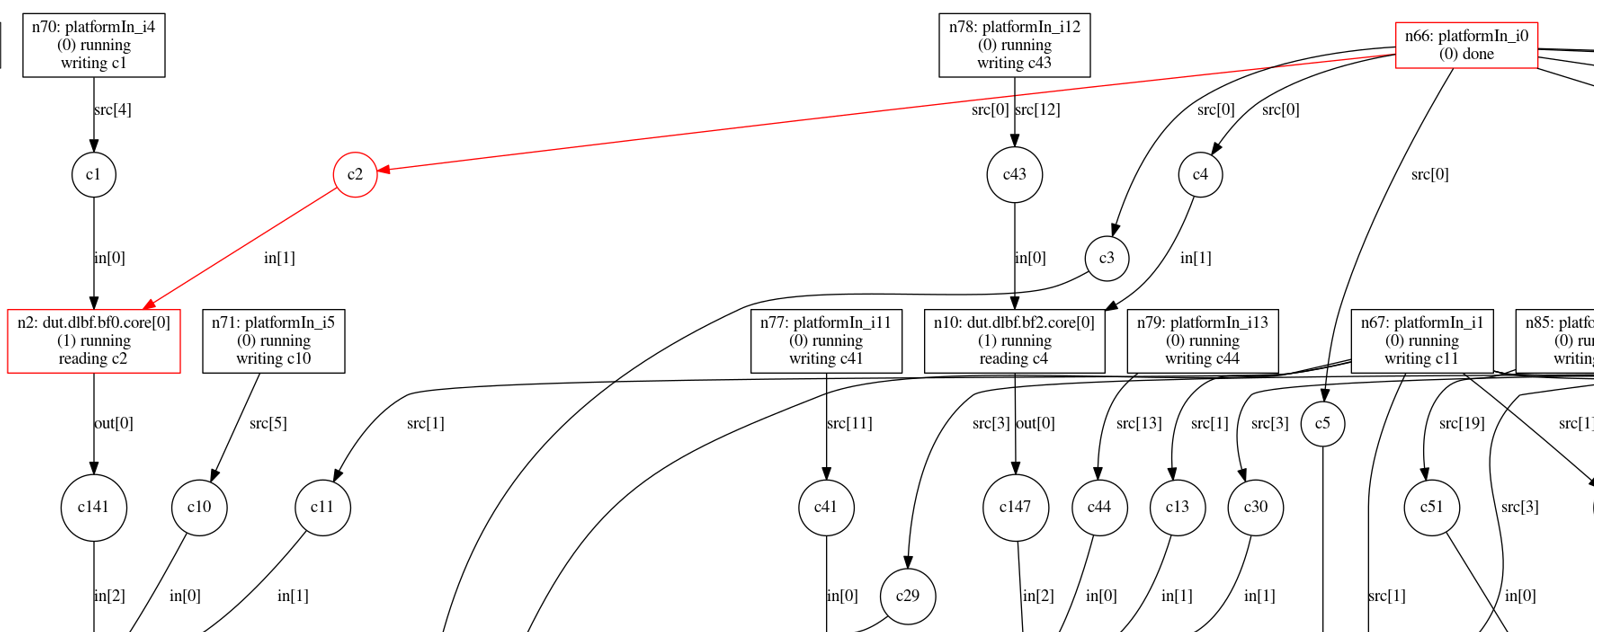 n70: platformIn_i4
(0) running
writing c1
n78: platformIn_i12
(0) running
writing c43
n66: platformIn_i0
(0) done
src[4]
src[0]
src[12]
src[0]
src[0]
c1
c2
c43
c4
src[0]
in[0]
in[1]
in[0]
c3
in[1]
n2: dut.dlbf.bf0.core[0]
(1) running
reading c2
n71: platformIn_i5
(0) running
writing c10
n77: platformIn_i11
(0) running
writing c41
n10: dut.dlbf.bf2.core[0]
(1) running
reading c4
n79: platformIn_i13
(0) running
writing c44
n67: platformIn_i1
(0) running
writing c11
n85: platfo
(0) ru
writing
out[0]
src[5]
src[1]
src[11]
src[3]
out[0]
src[13]
src[1]
src[3]
c5
src[19]
src[1]
c141
c10
c11
c41
c147
c44
c13
c30
c51
src[3]
in[2]
in[0]
in[1]
in[0]
c29
in[2]
in[0]
in[1]
in[1]
src[1]
in[0]